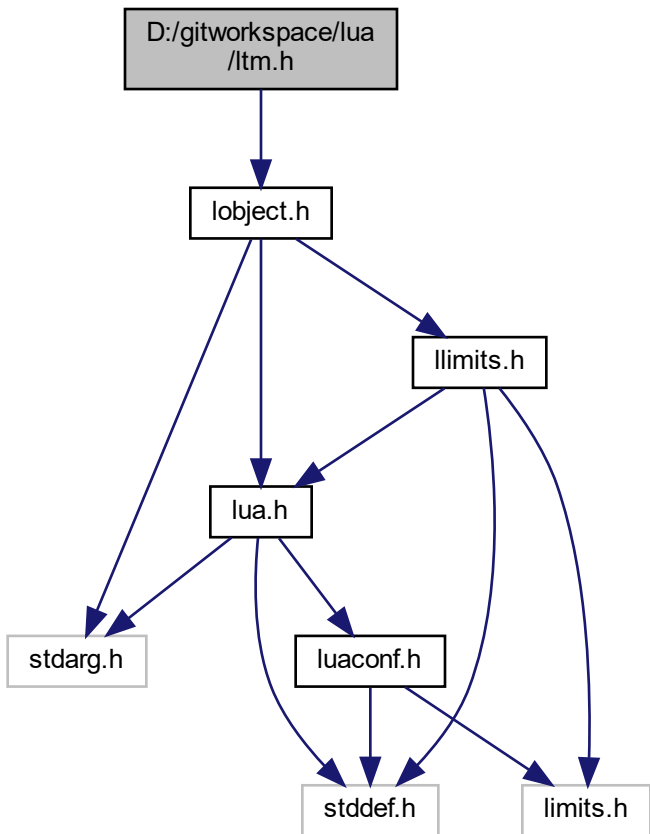 D:/gitworkspace/lua
/ltm.h
lobject.h
llimits.h
lua.h
stdarg.h
luaconf.h
stddef.h
limits.h